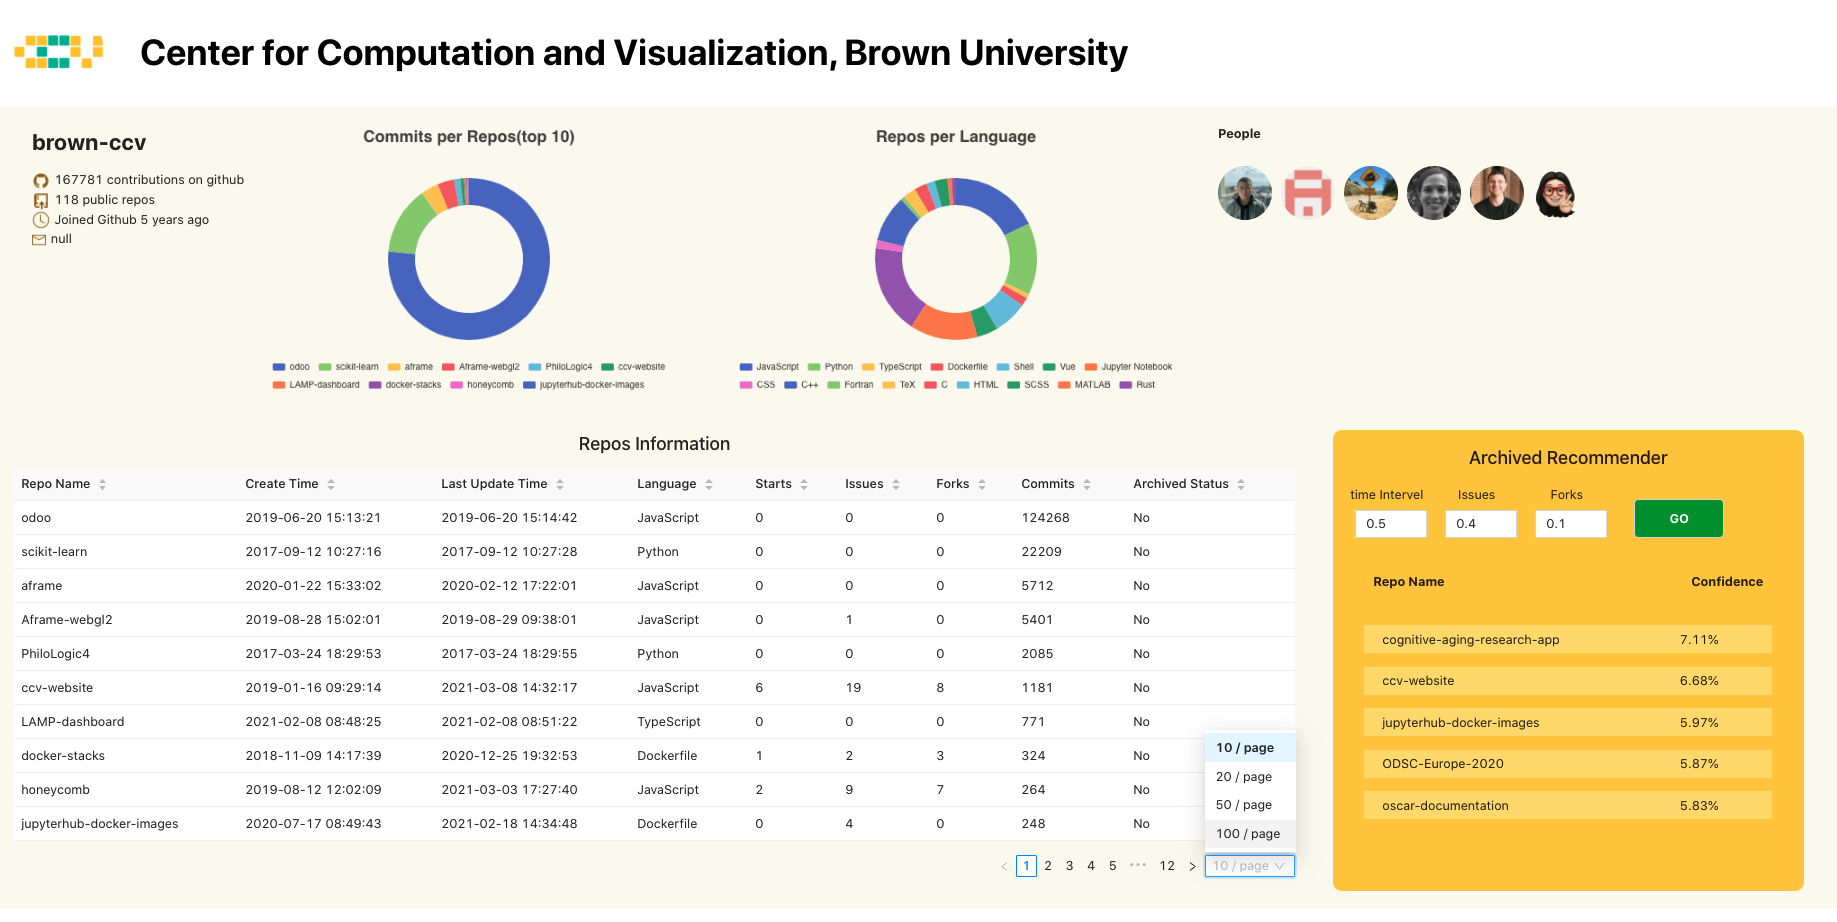 Center for Computation and Visualization, Brown University
brown-ccv
167781 contributions on github
118 public repos
Joined Github 5 years ago
null
Commits per Repos(top 10)
odoo scikit-learn aframe Aframe-webgl2 PhiloLogic4 ccv-website
LAMP-dashboard docker-stacks honeycomb jupyterhub-docker-images
Repos per Language
JavaScript Python TypeScript Dockerfile Shell Vue Jupyter Notebook
CSS C++ Fortran TeX C HTML SCSS MATLAB Rust
People
Repos Information
Repo Name Create Time Last Update Time Language Starts Issues Forks Commits Archived Status
odoo 2019-06-20 15:13:21 2019-06-20 15:14:42 JavaScript 0 0 0 124268 No
scikit-learn 2017-09-12 10:27:16 2017-09-12 10:27:28 Python 0 0 0 22209 No
aframe 2020-01-22 15:33:02 2020-02-12 17:22:01 JavaScript 0 0 0 5712 No
Aframe-webgl2 2019-08-28 15:02:01 2019-08-29 09:38:01 JavaScript 0 1 0 5401 No
PhiloLogic4 2017-03-24 18:29:53 2017-03-24 18:29:55 Python 0 0 0 2085 No
ccv-website 2019-01-16 09:29:14 2021-03-08 14:32:17 JavaScript 6 19 8 1181 No
LAMP-dashboard 2021-02-08 08:48:25 2021-02-08 08:51:22 TypeScript 0 0 0 771 No
docker-stacks 2018-11-09 14:17:39 2020-12-25 19:32:53 Dockerfile 1 2 3 324 No
honeycomb 2019-08-12 12:02:09 2021-03-03 17:27:40 JavaScript 2 9 7 264 No
jupyterhub-docker-images 2020-07-17 08:49:43 2021-02-18 14:34:48 Dockerfile 0 4 0 248 No
10 / page
20 / page
50 / page
100 / page
< 1 2 3 4 5 ••• 12 > 10 / page
Archived Recommender
time Intervel Issues Forks
0.5 0.4 0.1 GO
Repo Name Confidence
cognitive-aging-research-app 7.11%
ccv-website 6.68%
jupyterhub-docker-images 5.97%
ODSC-Europe-2020 5.87%
oscar-documentation 5.83%